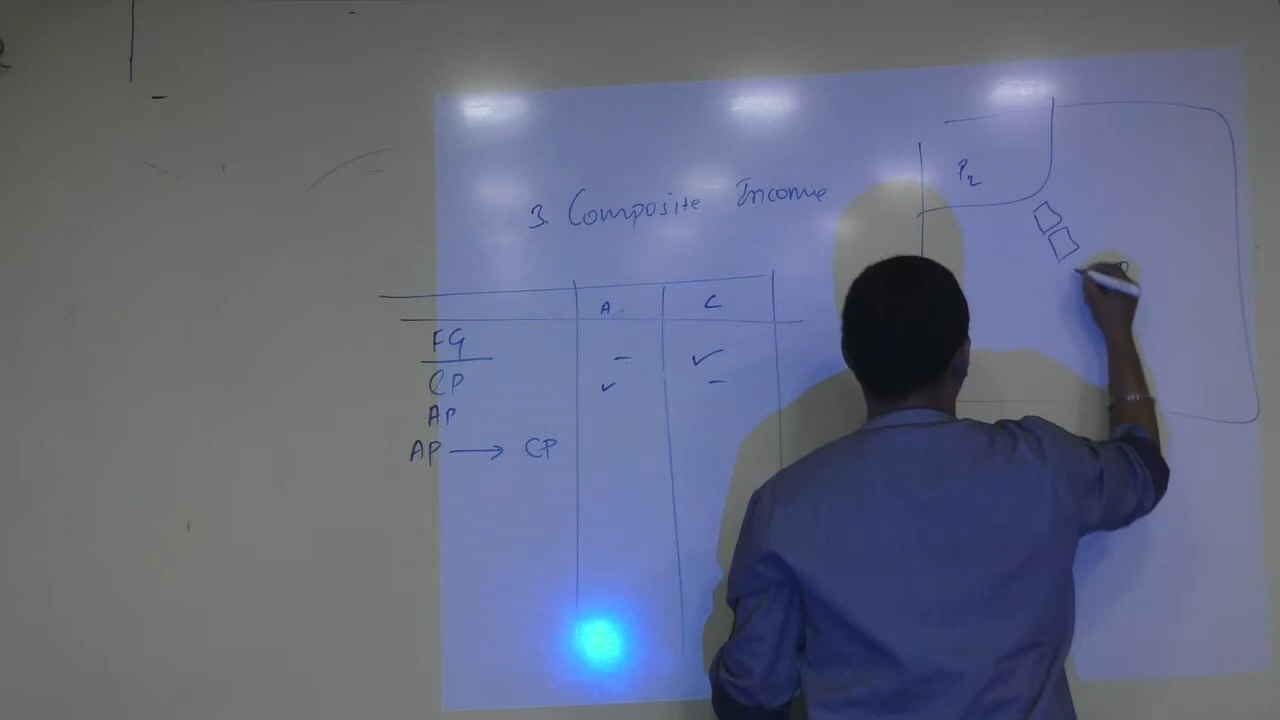 3. Composite Income
A C
FG - ✓
CP ✓ -
AP
AP → CP
P2